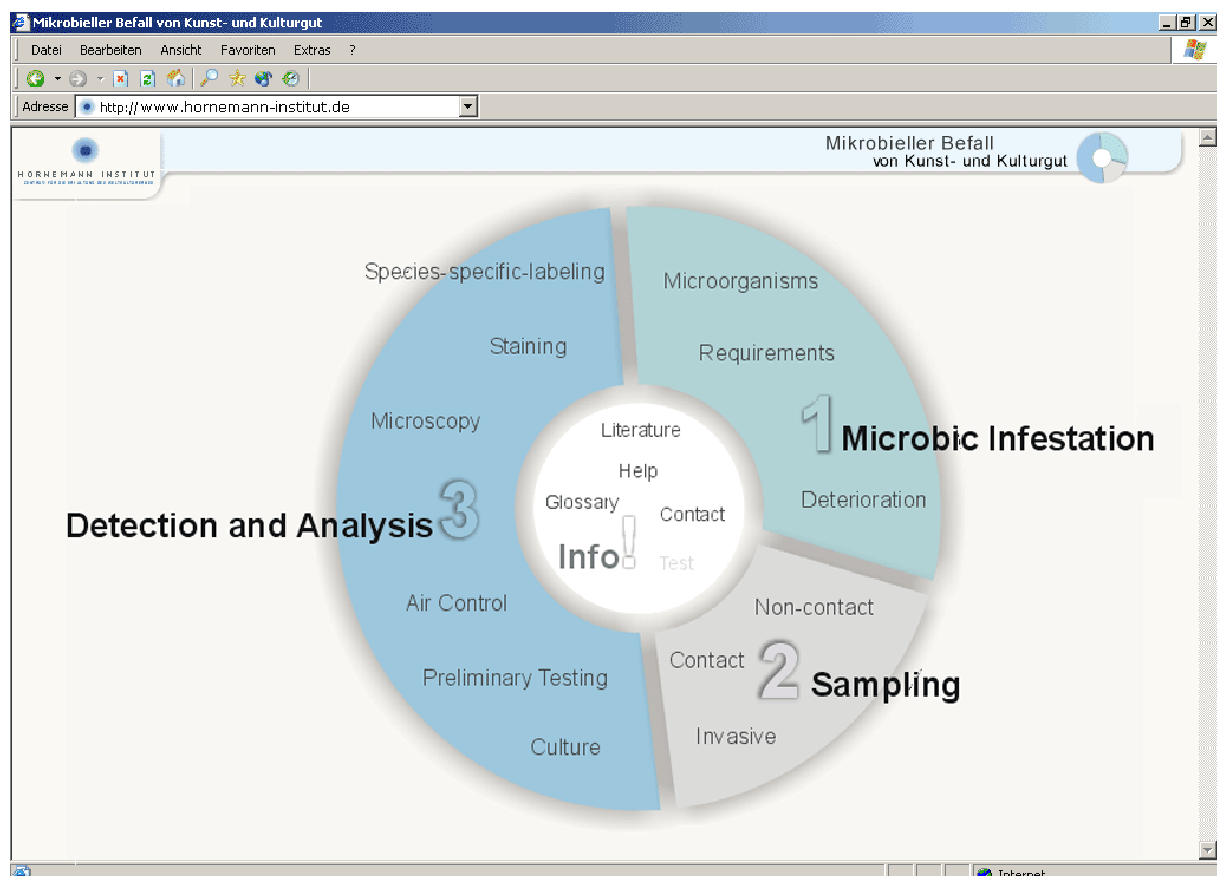 Mikrobieller Befall von Kunst- und Kulturgut
Datei Bearbeiten Ansicht Favoriten Extras ?
Adresse http://www.hornemann-institut.de
HORNEMANN INSTITUT
Mikrobieller Befall
von Kunst- und Kulturgut
Species-specific-labeling
Staining
Microscopy
3
Detection and Analysis
Air Control
Preliminary Testing
Culture
Microorganisms
Requirements
1 Microbic Infestation
Deterioration
Non-contact
Contact
2 Sampling
Invasive
Literature
Help
Glossary
Contact
Info!
Test
Internet